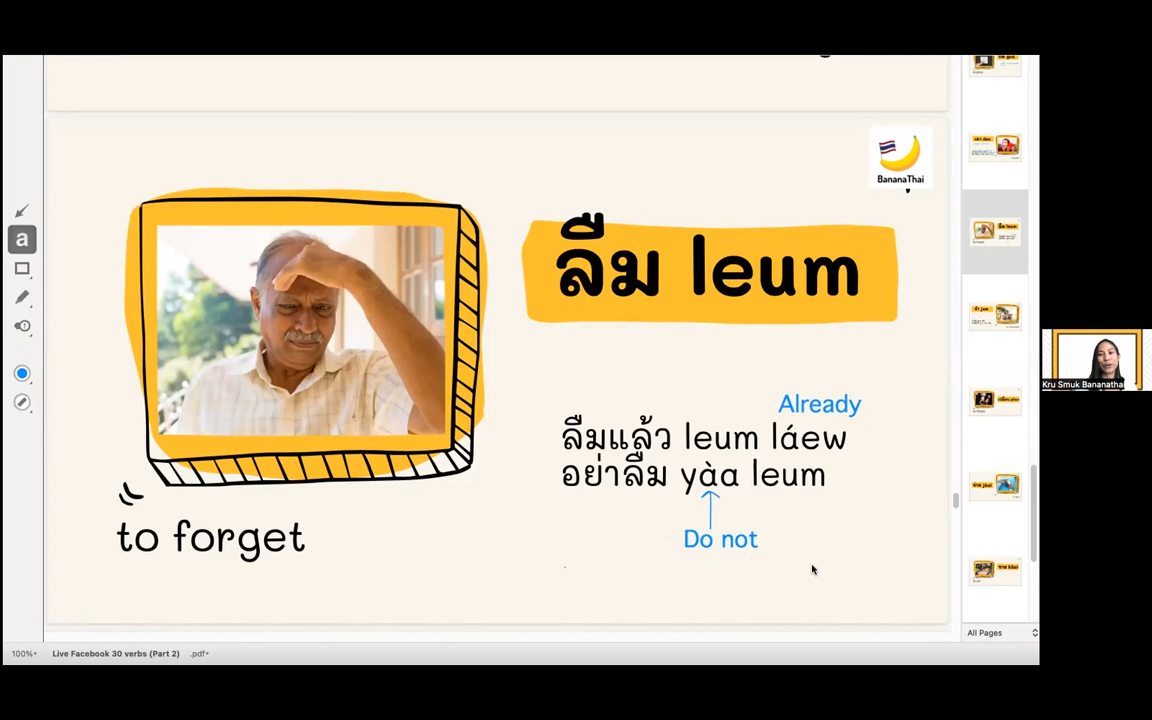 BananaThai
ลืม leum
Already
ลืมแล้ว leum láew
อย่าลืม yàa leum
Do not
to forget
a
Kru Smuk Bananathai
All Pages
100%
Live Facebook 30 verbs (Part 2) .pdf